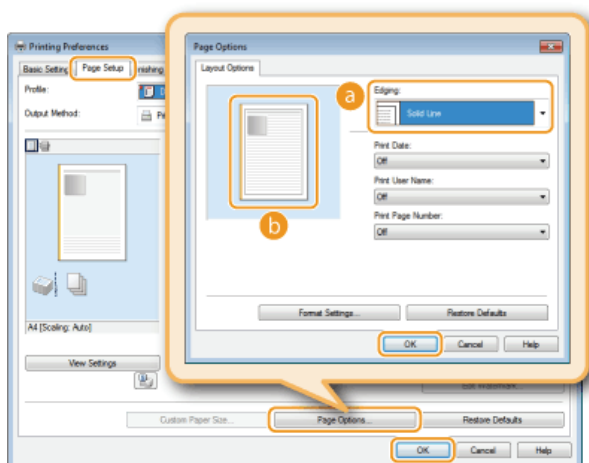 Printing Preferences
Basic Setting
Page Setup
inishing
Profile:
Output Method:
A4 [Scaling: Auto]
View Settings
Custom Paper Size...
Page Options...
Restore Defaults
OK
Cancel
Help
Page Options
Layout Options
a
Edging:
Solid Line
Print Date:
Off
Print User Name:
Off
Print Page Number:
Off
b
Format Settings...
Restore Defaults
OK
Cancel
Help